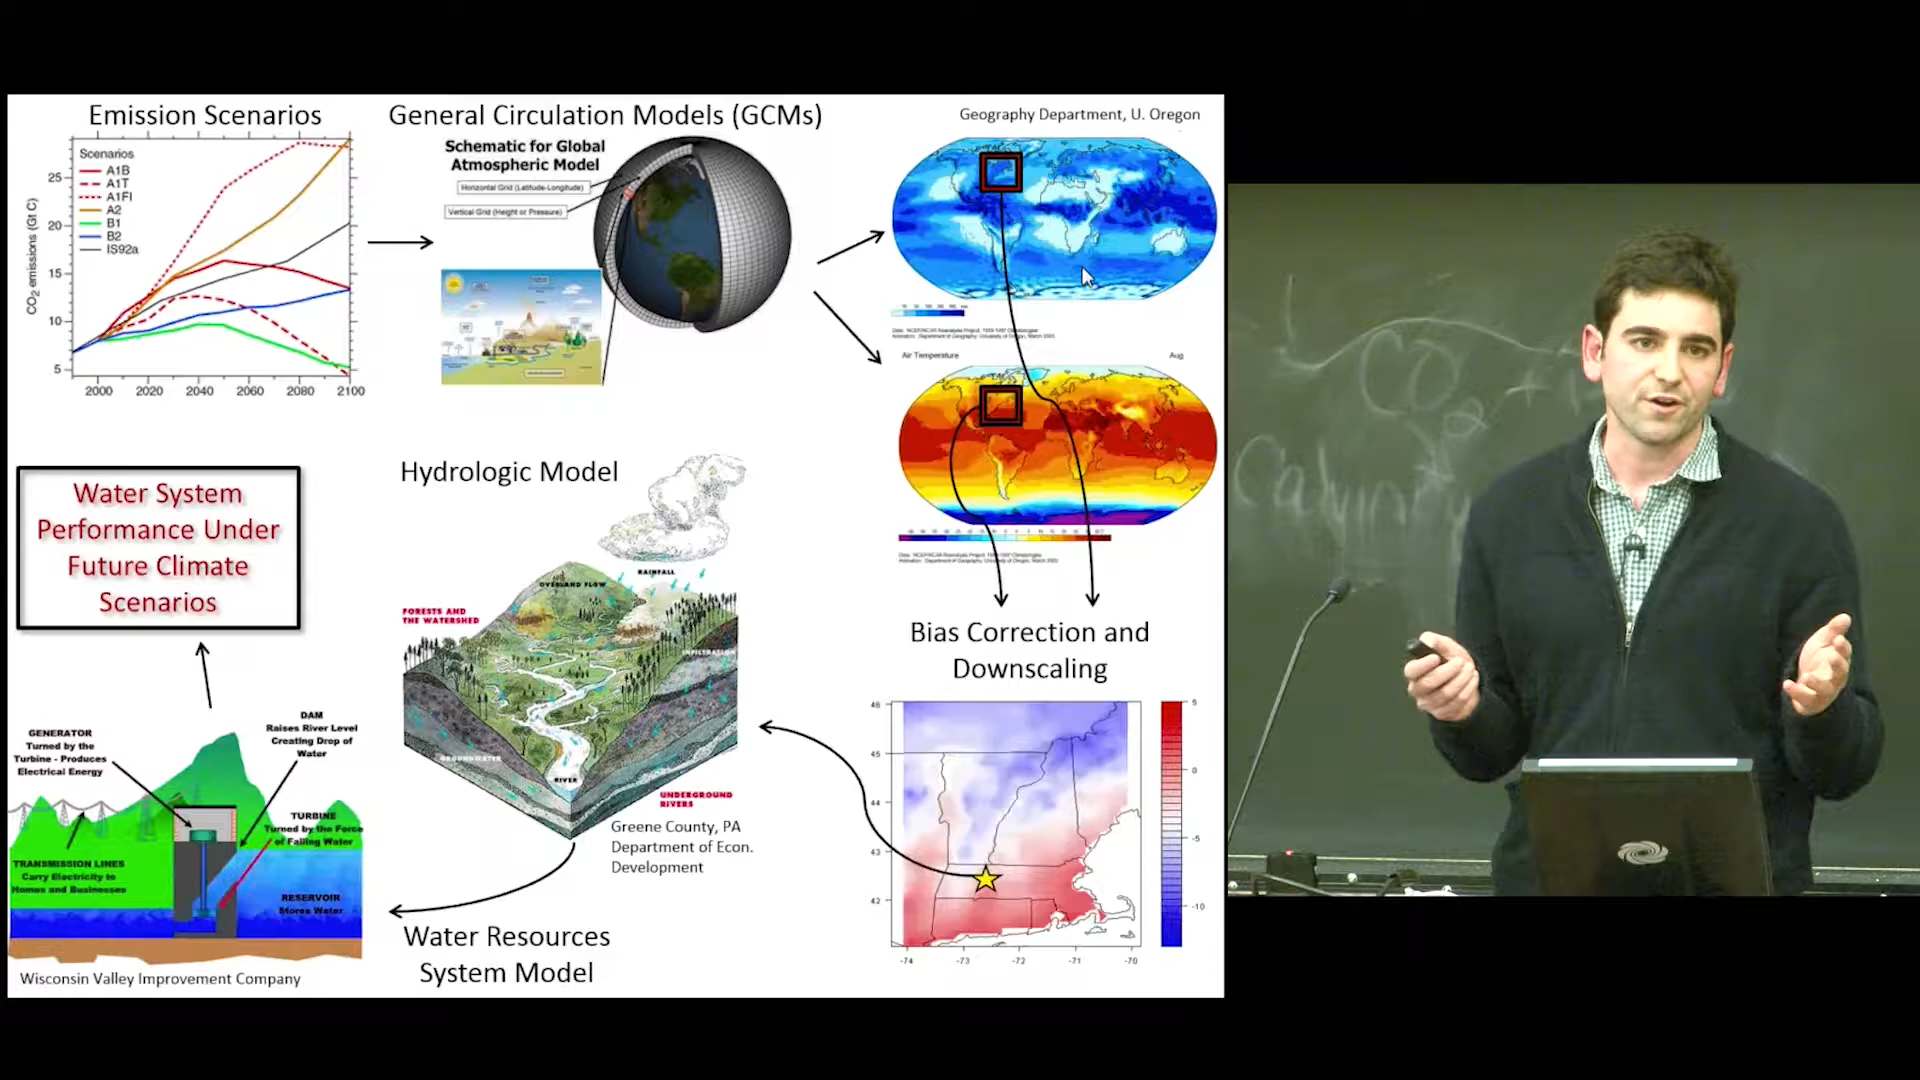 Emission Scenarios
Scenarios
A1B
A1T
A1FI
A2
B1
B2
IS92a
CO2 emissions (Gt C)
25
20
15
10
5
2000 2020 2040 2060 2080 2100
General Circulation Models (GCMs)
Schematic for Global
Atmospheric Model
Horizontal Grid (Latitude-Longitude)
Vertical Grid (Height or Pressure)
Geography Department, U. Oregon
Air Temperature
Aug
Bias Correction and
Downscaling
46
45
44
43
42
-74 -73 -72 -71 -70
5
0
-5
-10
Hydrologic Model
RAINFALL
OVERLAND FLOW
FORESTS AND
THE WATERSHED
INFILTRATION
GROUNDWATER
RIVER
UNDERGROUND
RIVERS
Greene County, PA
Department of Econ.
Development
Water System
Performance Under
Future Climate
Scenarios
GENERATOR
Turned by the
Turbine - Produces
Electrical Energy
DAM
Raises River Level
Creating Drop of
Water
TURBINE
Turned by the Force
of Falling Water
TRANSMISSION LINES
Carry Electricity to
Homes and Businesses
RESERVOIR
Stores Water
Water Resources
System Model
Wisconsin Valley Improvement Company
CO2 +